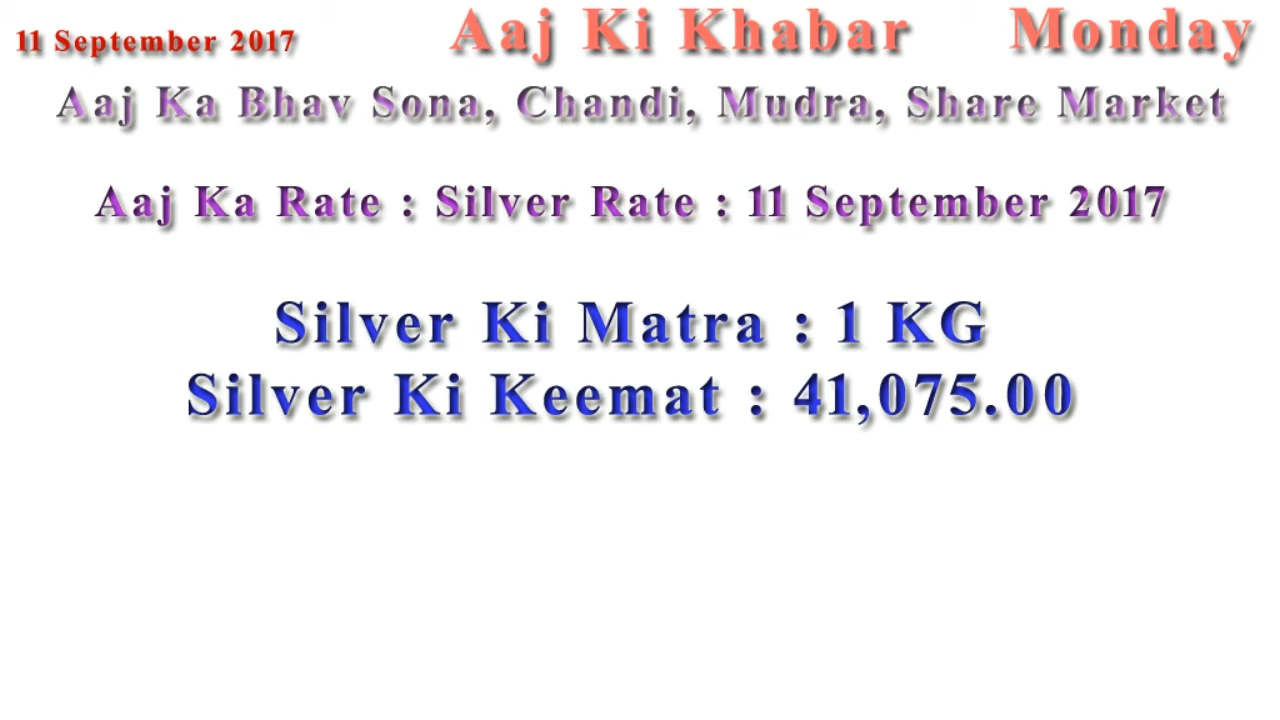 11 September 2017 Aaj Ki Khabar Monday
Aaj Ka Bhav Sona, Chandi, Mudra, Share Market
Aaj Ka Rate : Silver Rate : 11 September 2017
Silver Ki Matra : 1 KG
Silver Ki Keemat : 41,075.00